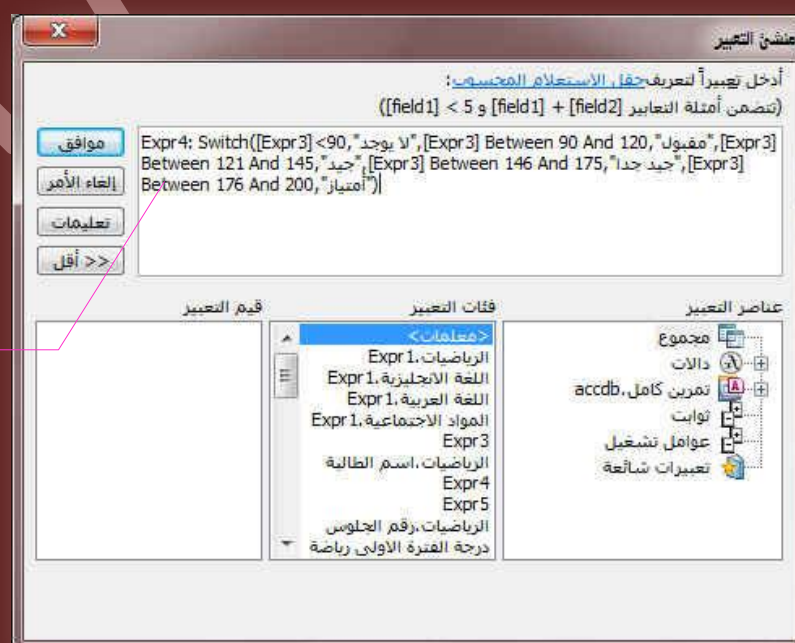 منشئ التعبير
أدخل تعبيراً لتعريف حقل الاستعلام المحسوب:
(تتضمن أمثلة التعابير [field1] + [field2] و [field1] < 5)
Expr4: Switch([Expr3]<90,"لا يوجد",[Expr3] Between 90 And 120,"مقبول",[Expr3]
Between 121 And 145,"جيد",[Expr3] Between 146 And 175,"جيد جدا",[Expr3]
Between 176 And 200,"أمتياز")
موافق
إلغاء الأمر
تعليمات
<< أقل
عناصر التعبير
مجموع
دالات
تمرين كامل.accdb
ثوابت
عوامل تشغيل
تعبيرات شائعة
فئات التعبير
<معلمات>
الرياضيات.Expr1
اللغة الانجليزية.Expr1
اللغة العربية.Expr1
المواد الاجتماعية.Expr1
Expr3
الرياضيات.اسم الطالبة
Expr4
Expr5
الرياضيات.رقم الجلوس
درجة الفترة الاولى رياضة
قيم التعبير